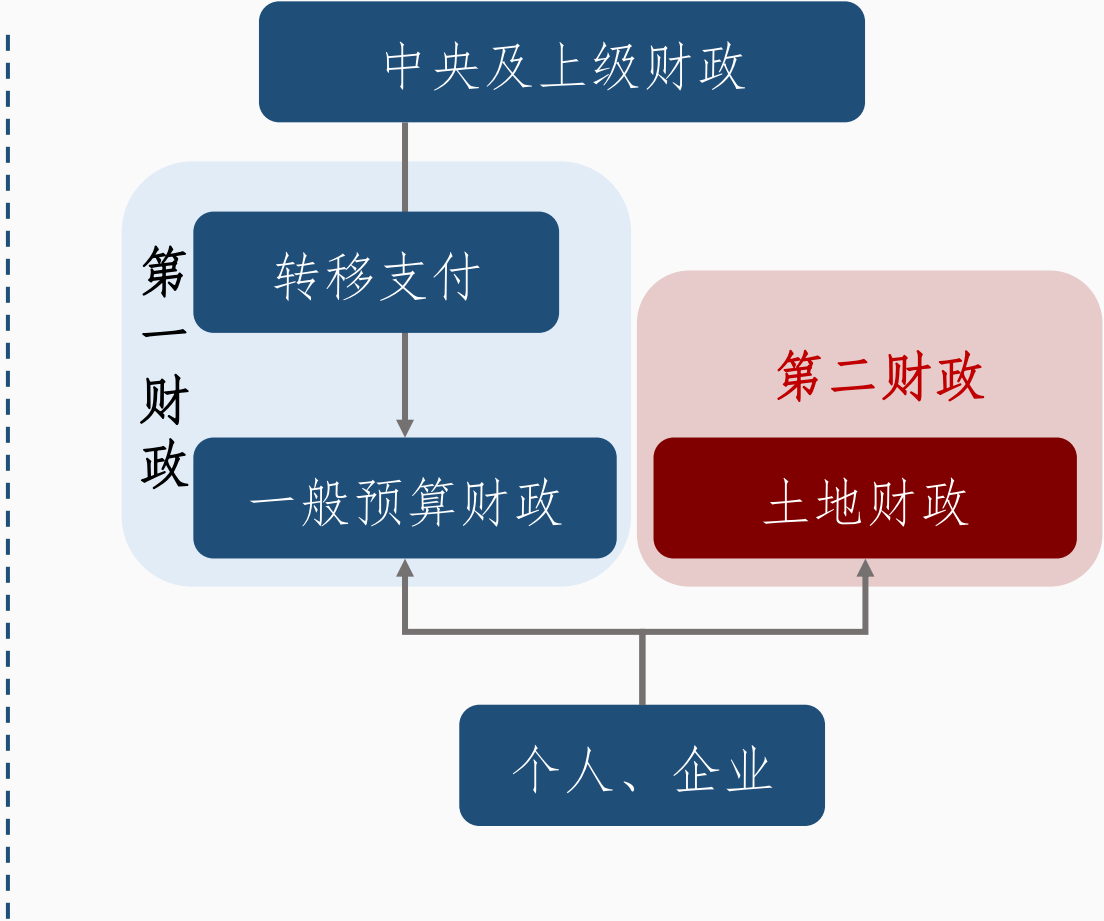 中央及上级财政
第一财政
转移支付
第二财政
一般预算财政
土地财政
个人、企业